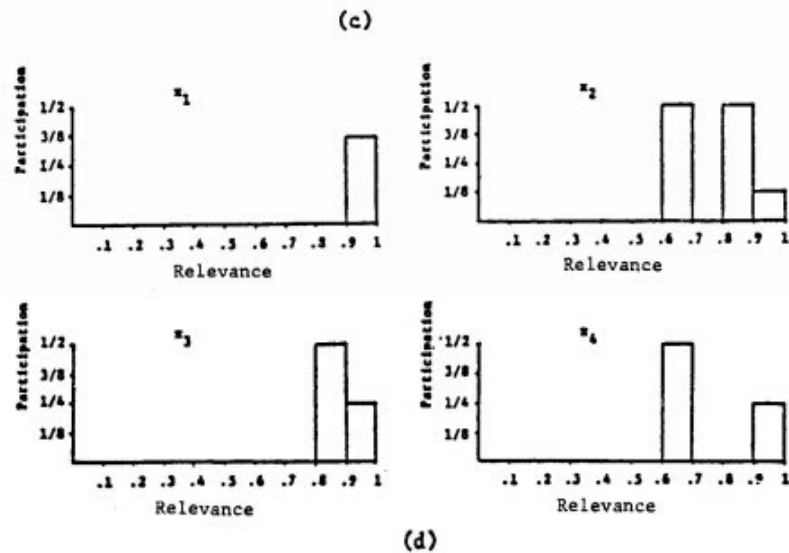 (c)
Participation
1/2
3/8
1/4
1/8
x1
.1 .2 .3 .4 .5 .6 .7 .8 .9 1
Relevance
Participation
1/2
3/8
1/4
1/8
x2
.1 .2 .3 .4 .5 .6 .7 .8 .9 1
Relevance
Participation
1/2
3/8
1/4
1/8
x3
.1 .2 .3 .4 .5 .6 .7 .8 .9 1
Relevance
Participation
1/2
3/8
1/4
1/8
x4
.1 .2 .3 .4 .5 .6 .7 .8 .9 1
Relevance
(d)